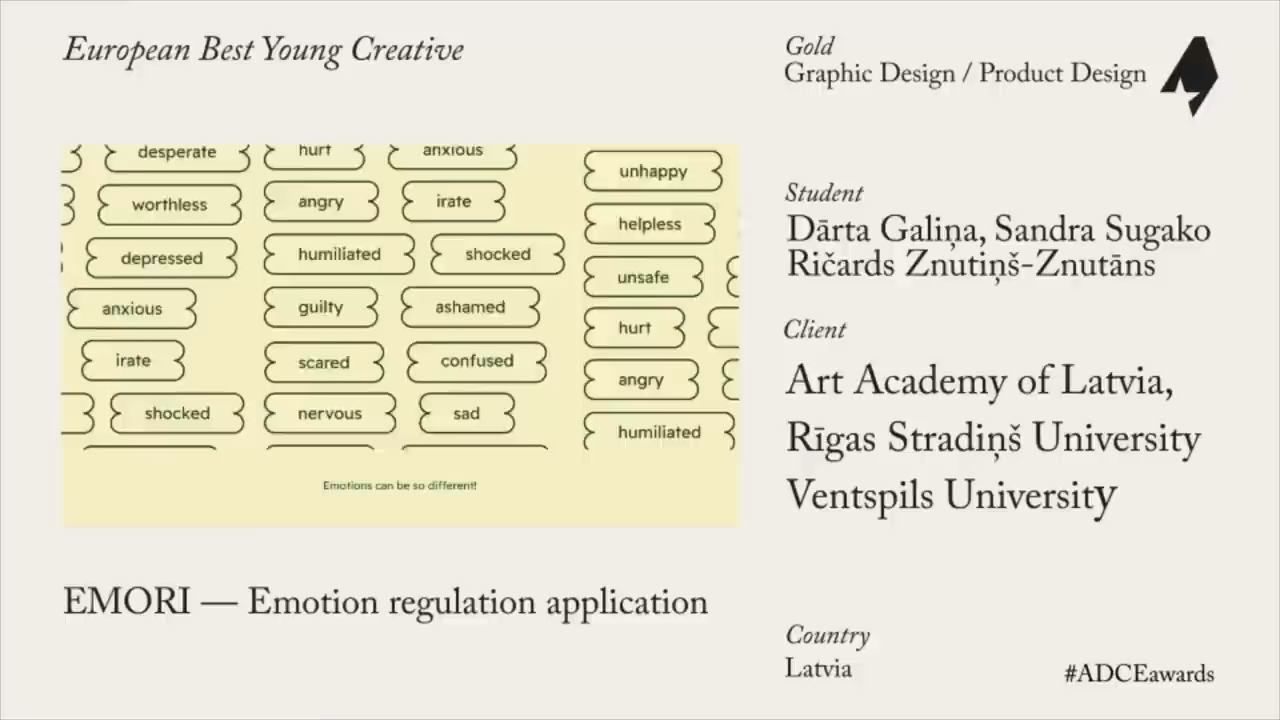 European Best Young Creative
Gold
Graphic Design / Product Design
desperate
hurt
anxious
unhappy
worthless
angry
irate
helpless
depressed
humiliated
shocked
unsafe
anxious
guilty
ashamed
hurt
irate
scared
confused
angry
shocked
nervous
sad
humiliated
Emotions can be so different!
EMORI — Emotion regulation application
Student
Dārta Galiņa, Sandra Sugako
Ričards Znutiņš-Znutāns
Client
Art Academy of Latvia,
Rīgas Stradiņš University
Ventspils University
Country
Latvia
#ADCEawards